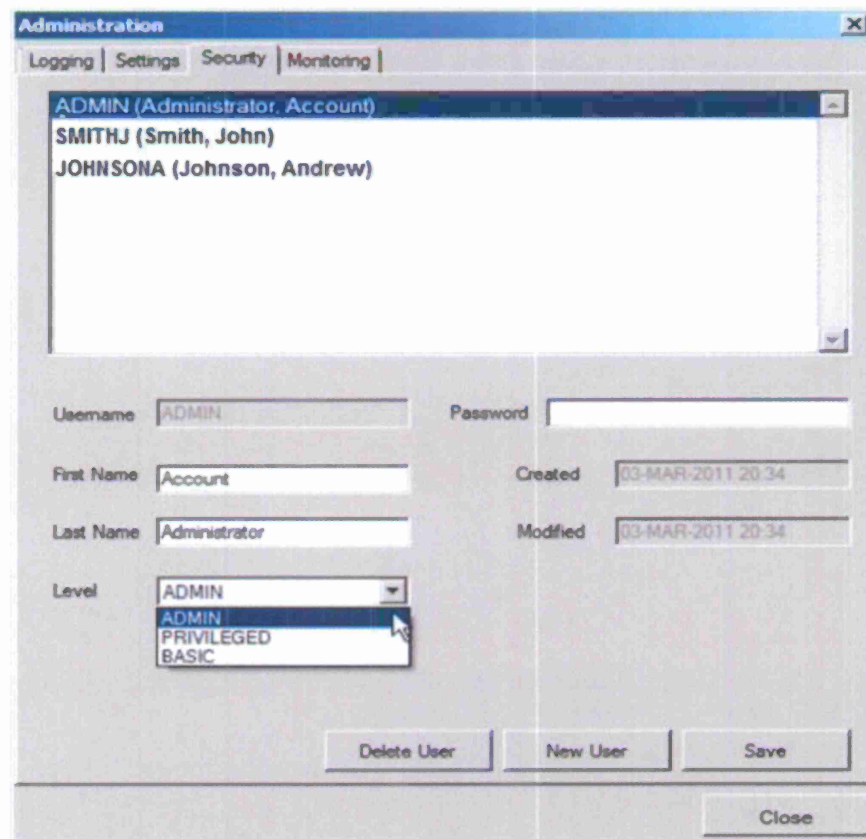 Administration
Logging Settings Security Monitoring
ADMIN (Administrator, Account)
SMITHJ (Smith, John)
JOHNSONA (Johnson, Andrew)
Username ADMIN Password
First Name Account Created 03-MAR-2011 20:34
Last Name Administrator Modified 03-MAR-2011 20:34
Level ADMIN
ADMIN
PRIVILEGED
BASIC
Delete User New User Save
Close